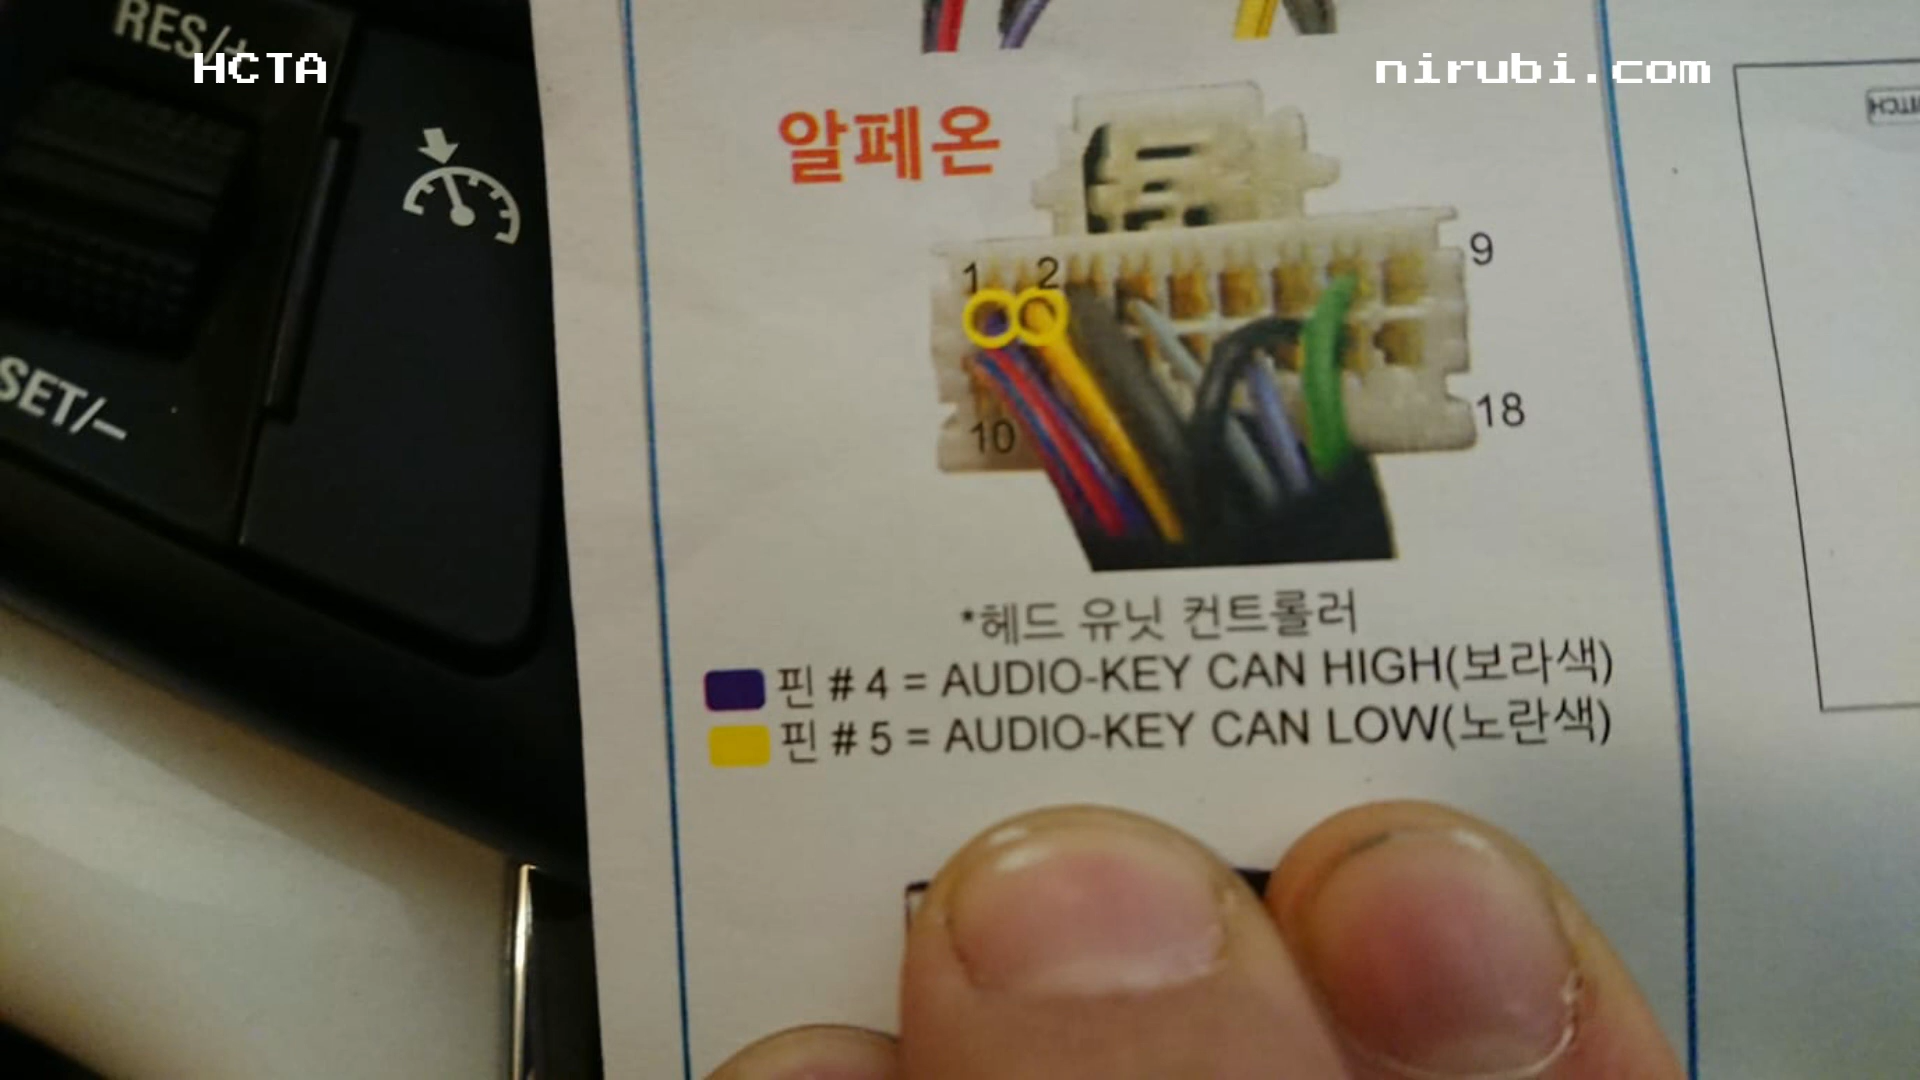 RES/+
HCTA
nirubi.com
알페온
1
2
9
10
18
SET/-
*헤드 유닛 컨트롤러
핀 # 4 = AUDIO-KEY CAN HIGH(보라색)
핀 # 5 = AUDIO-KEY CAN LOW(노란색)